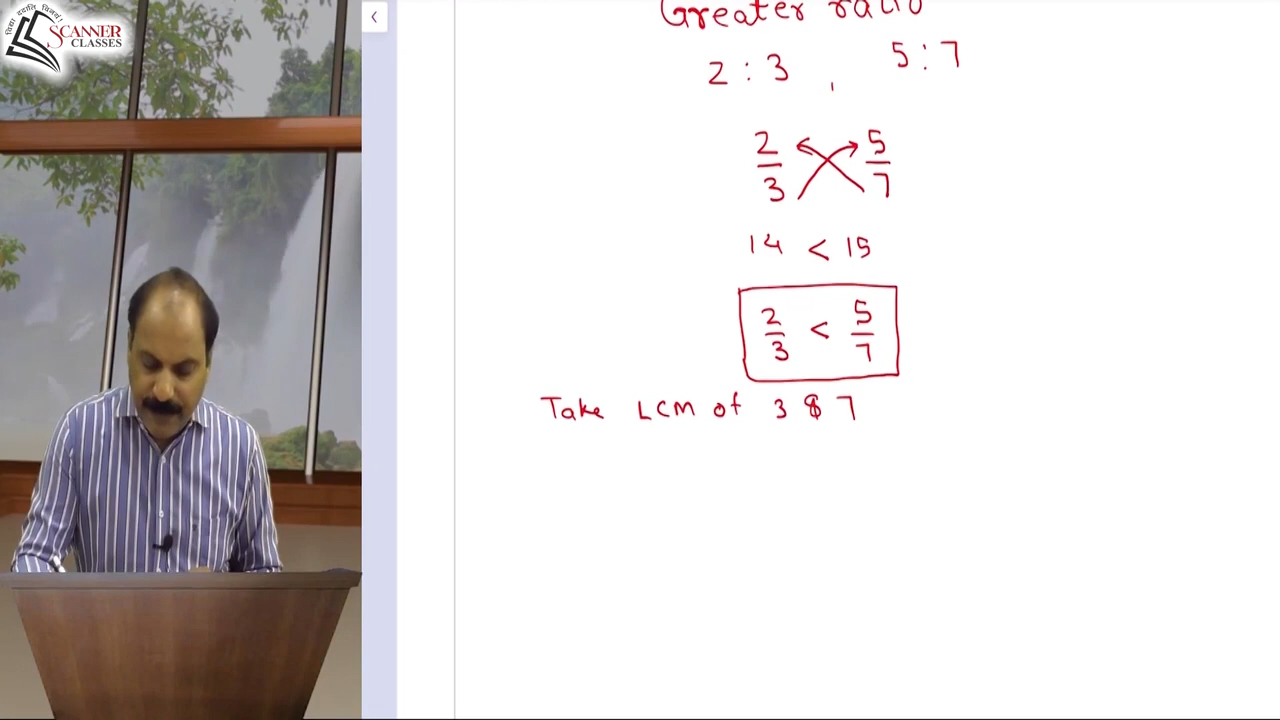 SCANNER
CLASSES
Greater ratio
2 : 3 , 5 : 7
2/3 5/7
14 < 15
2/3 < 5/7
Take LCM of 3 & 7